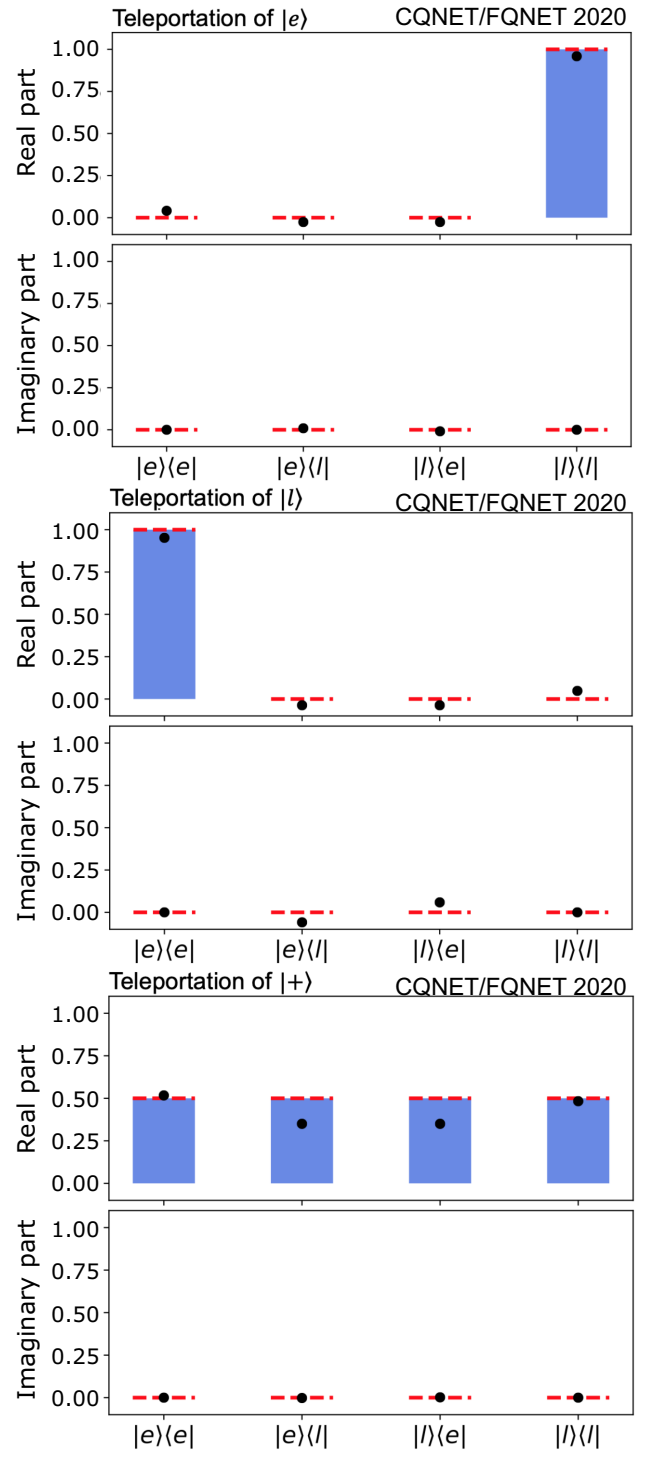 Teleportation of |e⟩ CQNET/FQNET 2020
Real part
1.00
0.75
0.50
0.25
0.00
Imaginary part
1.00
0.75
0.50
0.25
0.00
|e⟩⟨e| |e⟩⟨l| |l⟩⟨e| |l⟩⟨l|
Teleportation of |l⟩ CQNET/FQNET 2020
Real part
1.00
0.75
0.50
0.25
0.00
Imaginary part
1.00
0.75
0.50
0.25
0.00
|e⟩⟨e| |e⟩⟨l| |l⟩⟨e| |l⟩⟨l|
Teleportation of |+⟩ CQNET/FQNET 2020
Real part
1.00
0.75
0.50
0.25
0.00
Imaginary part
1.00
0.75
0.50
0.25
0.00
|e⟩⟨e| |e⟩⟨l| |l⟩⟨e| |l⟩⟨l|